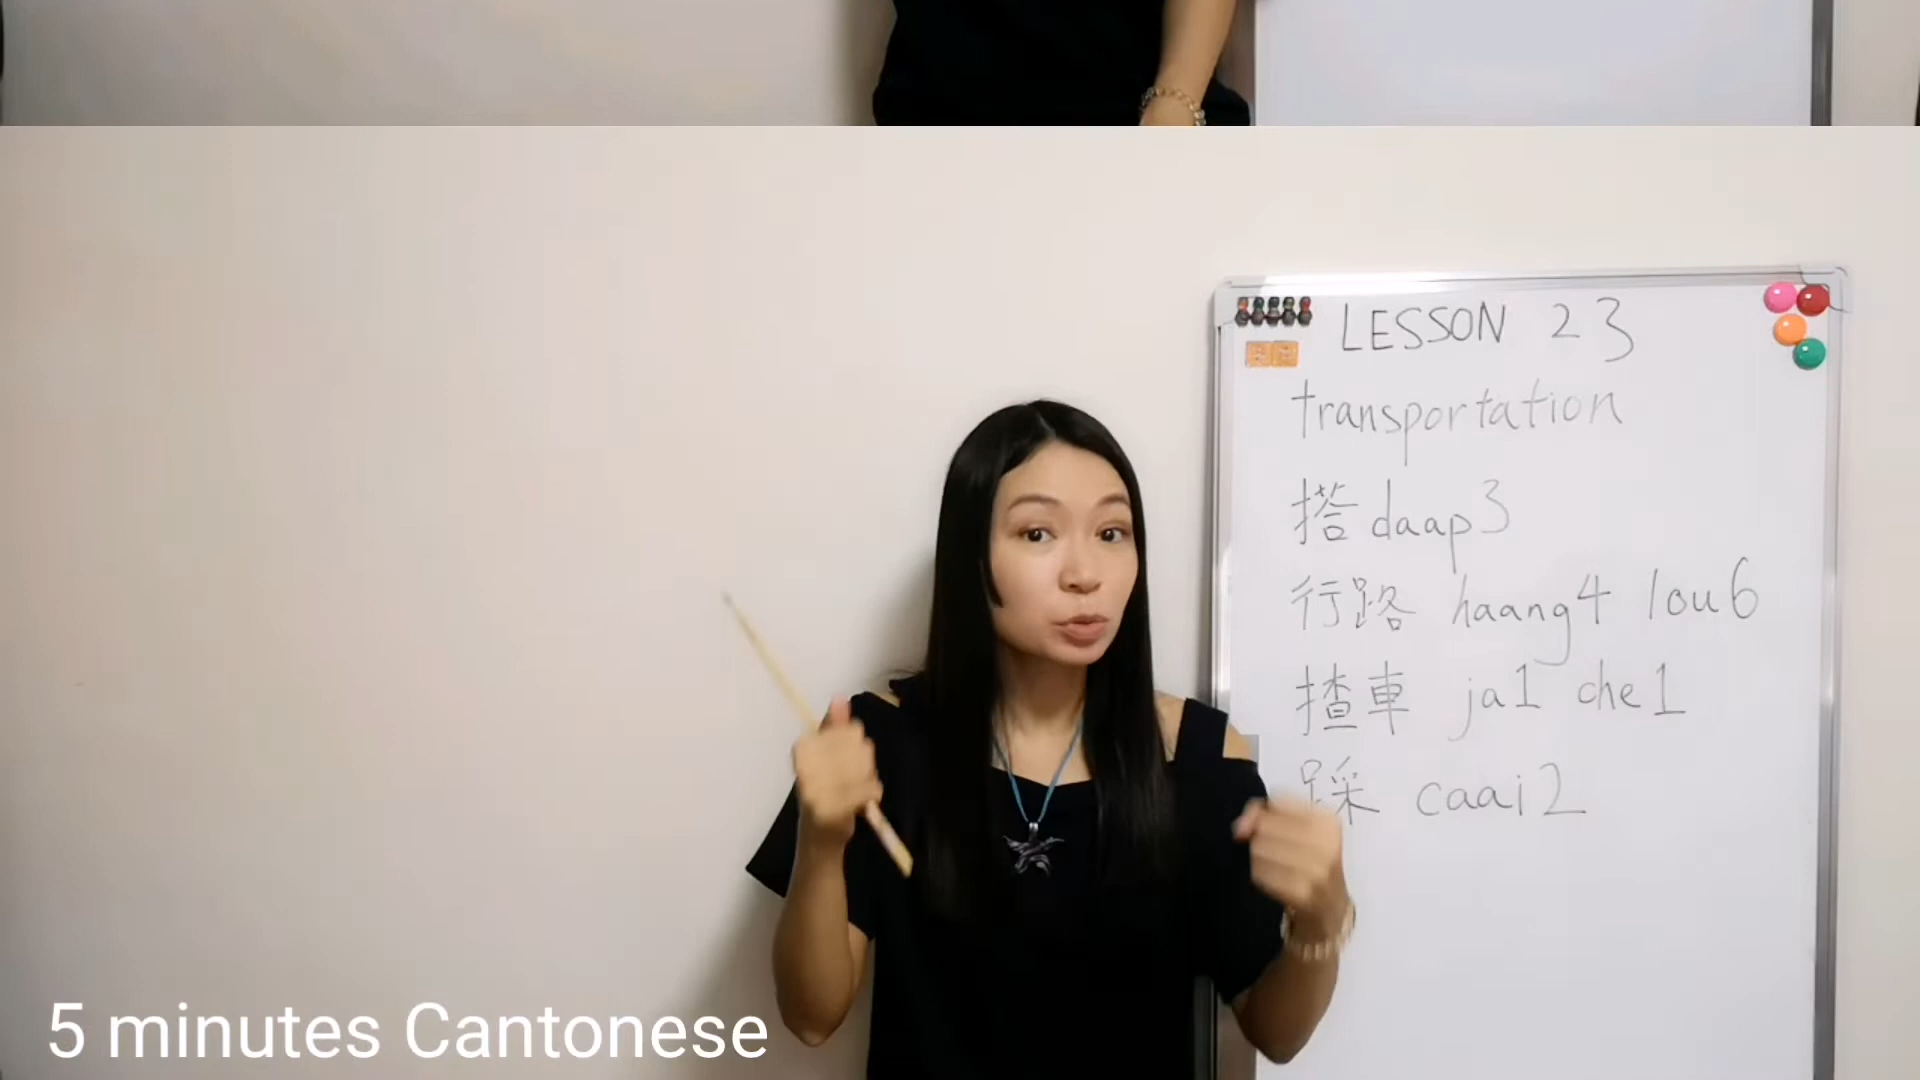 LESSON 23
transportation
搭 daap3
行路 haang4 lou6
揸車 ja1 che1
踩 caai2
5 minutes Cantonese